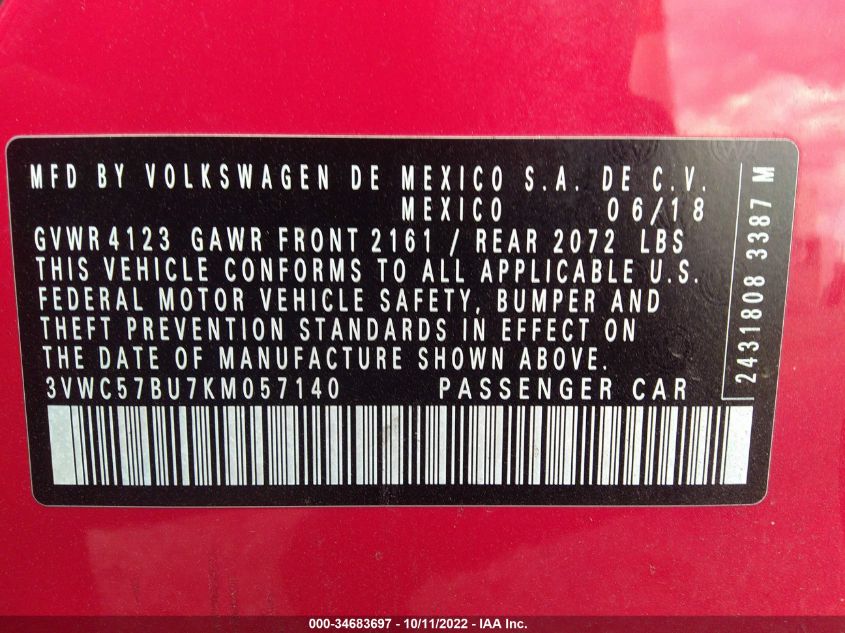 MFD BY VOLKSWAGEN DE MEXICO S.A. DE C.V.
MEXICO 06/18
GVWR 4123 GAWR FRONT 2161 / REAR 2072 LBS
THIS VEHICLE CONFORMS TO ALL APPLICABLE U.S.
FEDERAL MOTOR VEHICLE SAFETY, BUMPER AND
THEFT PREVENTION STANDARDS IN EFFECT ON
THE DATE OF MANUFACTURE SHOWN ABOVE.
3VWC57BU7KM057140 PASSENGER CAR
2431808 3387 M
000-34683697 - 10/11/2022 - IAA Inc.